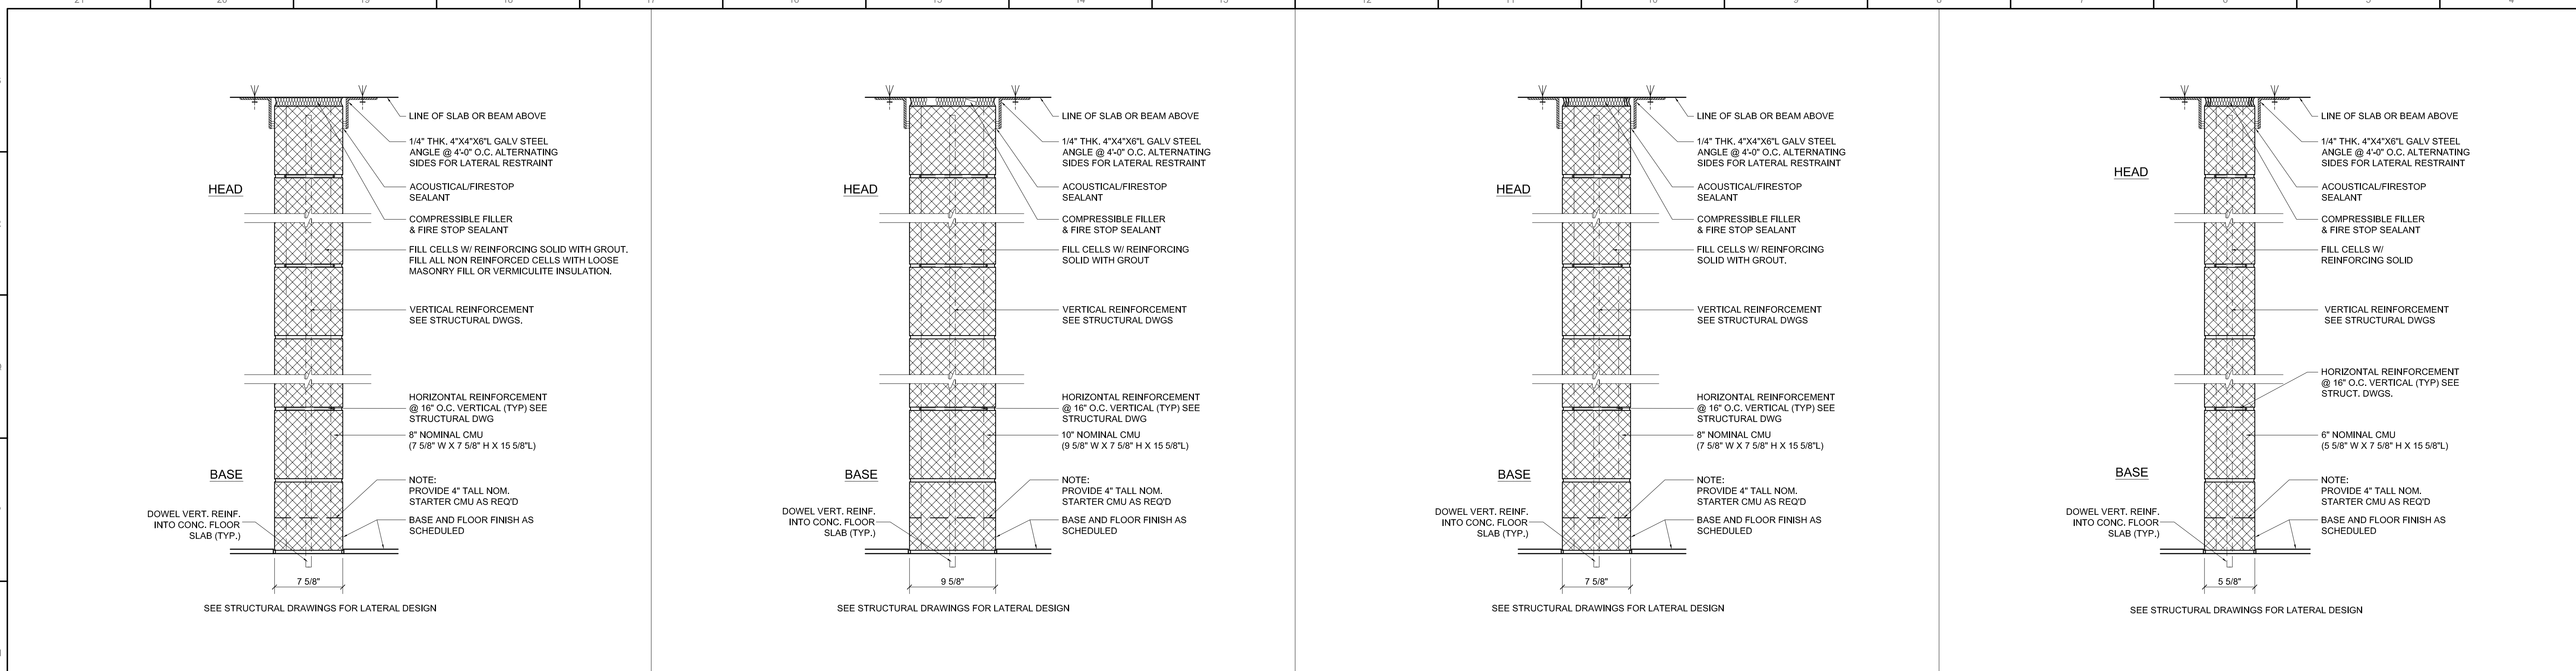 LINE OF SLAB OR BEAM ABOVE
1/4" THK. 4"X4"X6"L GALV STEEL
ANGLE @ 4'-0" O.C. ALTERNATING
SIDES FOR LATERAL RESTRAINT
HEAD
ACOUSTICAL/FIRESTOP
SEALANT
COMPRESSIBLE FILLER
& FIRE STOP SEALANT
FILL CELLS W/ REINFORCING SOLID WITH GROUT.
FILL ALL NON REINFORCED CELLS WITH LOOSE
MASONRY FILL OR VERMICULITE INSULATION.
VERTICAL REINFORCEMENT
SEE STRUCTURAL DWGS.
HORIZONTAL REINFORCEMENT
@ 16" O.C. VERTICAL (TYP) SEE
STRUCTURAL DWG
8" NOMINAL CMU
(7 5/8" W X 7 5/8" H X 15 5/8"L)
BASE
NOTE:
PROVIDE 4" TALL NOM.
STARTER CMU AS REQ'D
DOWEL VERT. REINF.
INTO CONC. FLOOR
SLAB (TYP.)
BASE AND FLOOR FINISH AS
SCHEDULED
7 5/8"
SEE STRUCTURAL DRAWINGS FOR LATERAL DESIGN
LINE OF SLAB OR BEAM ABOVE
1/4" THK. 4"X4"X6"L GALV STEEL
ANGLE @ 4'-0" O.C. ALTERNATING
SIDES FOR LATERAL RESTRAINT
HEAD
ACOUSTICAL/FIRESTOP
SEALANT
COMPRESSIBLE FILLER
& FIRE STOP SEALANT
FILL CELLS W/ REINFORCING
SOLID WITH GROUT
VERTICAL REINFORCEMENT
SEE STRUCTURAL DWGS
HORIZONTAL REINFORCEMENT
@ 16" O.C. VERTICAL (TYP) SEE
STRUCTURAL DWG
10" NOMINAL CMU
(9 5/8" W X 7 5/8" H X 15 5/8"L)
BASE
NOTE:
PROVIDE 4" TALL NOM.
STARTER CMU AS REQ'D
DOWEL VERT. REINF.
INTO CONC. FLOOR
SLAB (TYP.)
BASE AND FLOOR FINISH AS
SCHEDULED
9 5/8"
SEE STRUCTURAL DRAWINGS FOR LATERAL DESIGN
LINE OF SLAB OR BEAM ABOVE
1/4" THK. 4"X4"X6"L GALV STEEL
ANGLE @ 4'-0" O.C. ALTERNATING
SIDES FOR LATERAL RESTRAINT
HEAD
ACOUSTICAL/FIRESTOP
SEALANT
COMPRESSIBLE FILLER
& FIRE STOP SEALANT
FILL CELLS W/ REINFORCING
SOLID WITH GROUT.
VERTICAL REINFORCEMENT
SEE STRUCTURAL DWGS
HORIZONTAL REINFORCEMENT
@ 16" O.C. VERTICAL (TYP) SEE
STRUCTURAL DWG
8" NOMINAL CMU
(7 5/8" W X 7 5/8" H X 15 5/8"L)
BASE
NOTE:
PROVIDE 4" TALL NOM.
STARTER CMU AS REQ'D
DOWEL VERT. REINF.
INTO CONC. FLOOR
SLAB (TYP.)
BASE AND FLOOR FINISH AS
SCHEDULED
7 5/8"
SEE STRUCTURAL DRAWINGS FOR LATERAL DESIGN
LINE OF SLAB OR BEAM ABOVE
1/4" THK. 4"X4"X6"L GALV STEEL
ANGLE @ 4'-0" O.C. ALTERNATING
SIDES FOR LATERAL RESTRAINT
HEAD
ACOUSTICAL/FIRESTOP
SEALANT
COMPRESSIBLE FILLER
& FIRE STOP SEALANT
FILL CELLS W/
REINFORCING SOLID
VERTICAL REINFORCEMENT
SEE STRUCTURAL DWGS
HORIZONTAL REINFORCEMENT
@ 16" O.C. VERTICAL (TYP) SEE
STRUCT. DWGS.
6" NOMINAL CMU
(5 5/8" W X 7 5/8" H X 15 5/8"L)
BASE
NOTE:
PROVIDE 4" TALL NOM.
STARTER CMU AS REQ'D
DOWEL VERT. REINF.
INTO CONC. FLOOR
SLAB (TYP.)
BASE AND FLOOR FINISH AS
SCHEDULED
5 5/8"
SEE STRUCTURAL DRAWINGS FOR LATERAL DESIGN